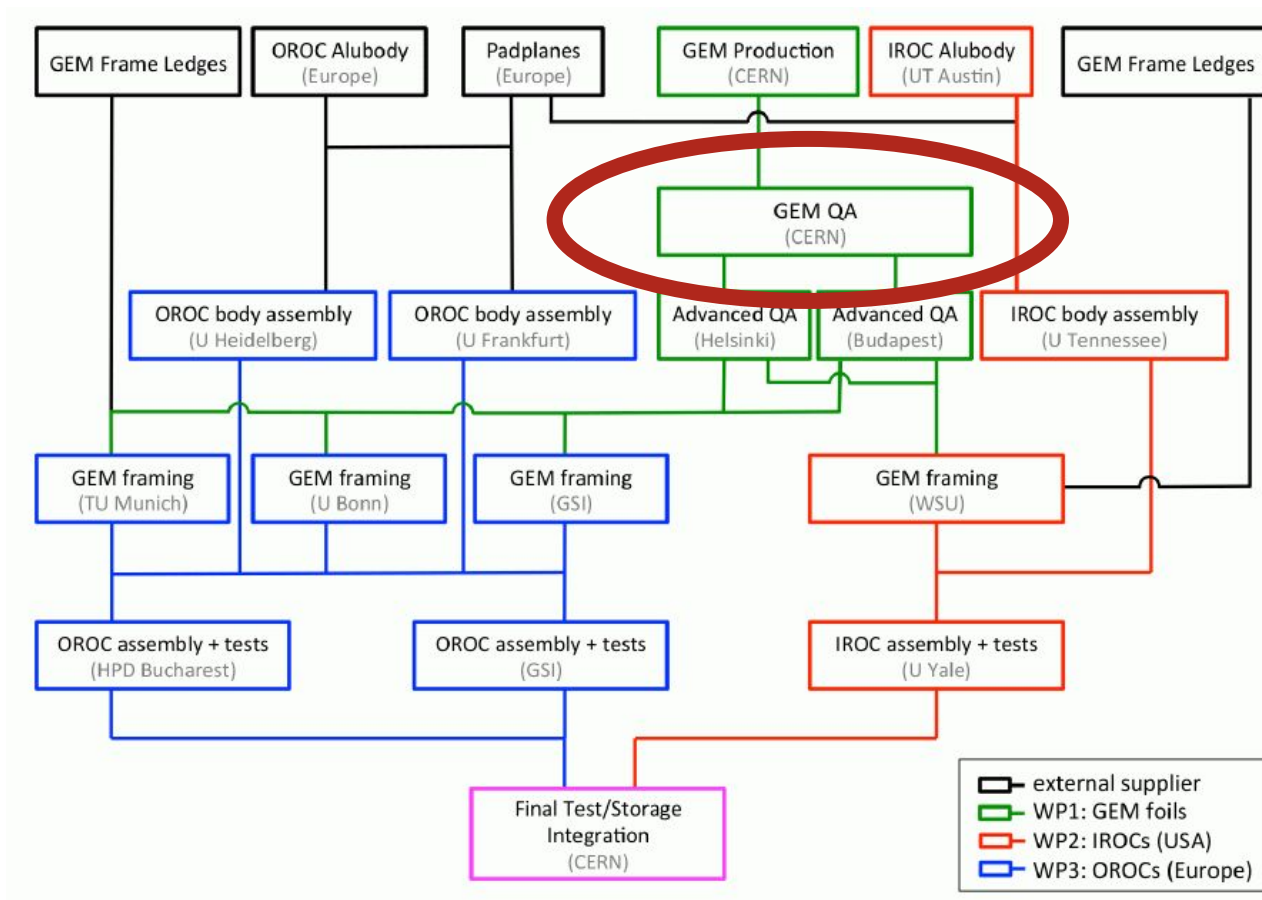 GEM Frame Ledges
OROC Alubody
(Europe)
Padplanes
(Europe)
GEM Production
(CERN)
IROC Alubody
(UT Austin)
GEM Frame Ledges
GEM QA
(CERN)
OROC body assembly
(U Heidelberg)
OROC body assembly
(U Frankfurt)
Advanced QA
(Helsinki)
Advanced QA
(Budapest)
IROC body assembly
(U Tennessee)
GEM framing
(TU Munich)
GEM framing
(U Bonn)
GEM framing
(GSI)
GEM framing
(WSU)
OROC assembly + tests
(HPD Bucharest)
OROC assembly + tests
(GSI)
IROC assembly + tests
(U Yale)
Final Test/Storage
Integration
(CERN)
external supplier
WP1: GEM foils
WP2: IROCs (USA)
WP3: OROCs (Europe)